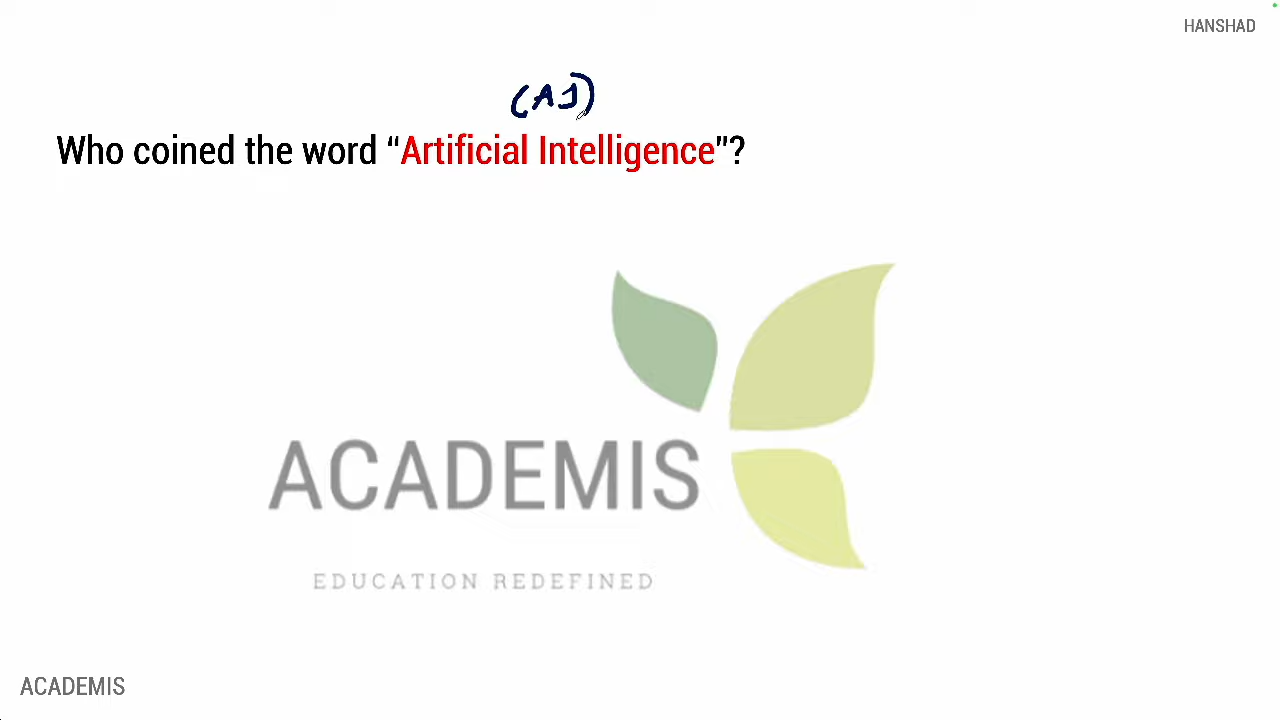 HANSHAD
(AI)
Who coined the word “Artificial Intelligence”?
ACADEMIS
EDUCATION REDEFINED
ACADEMIS